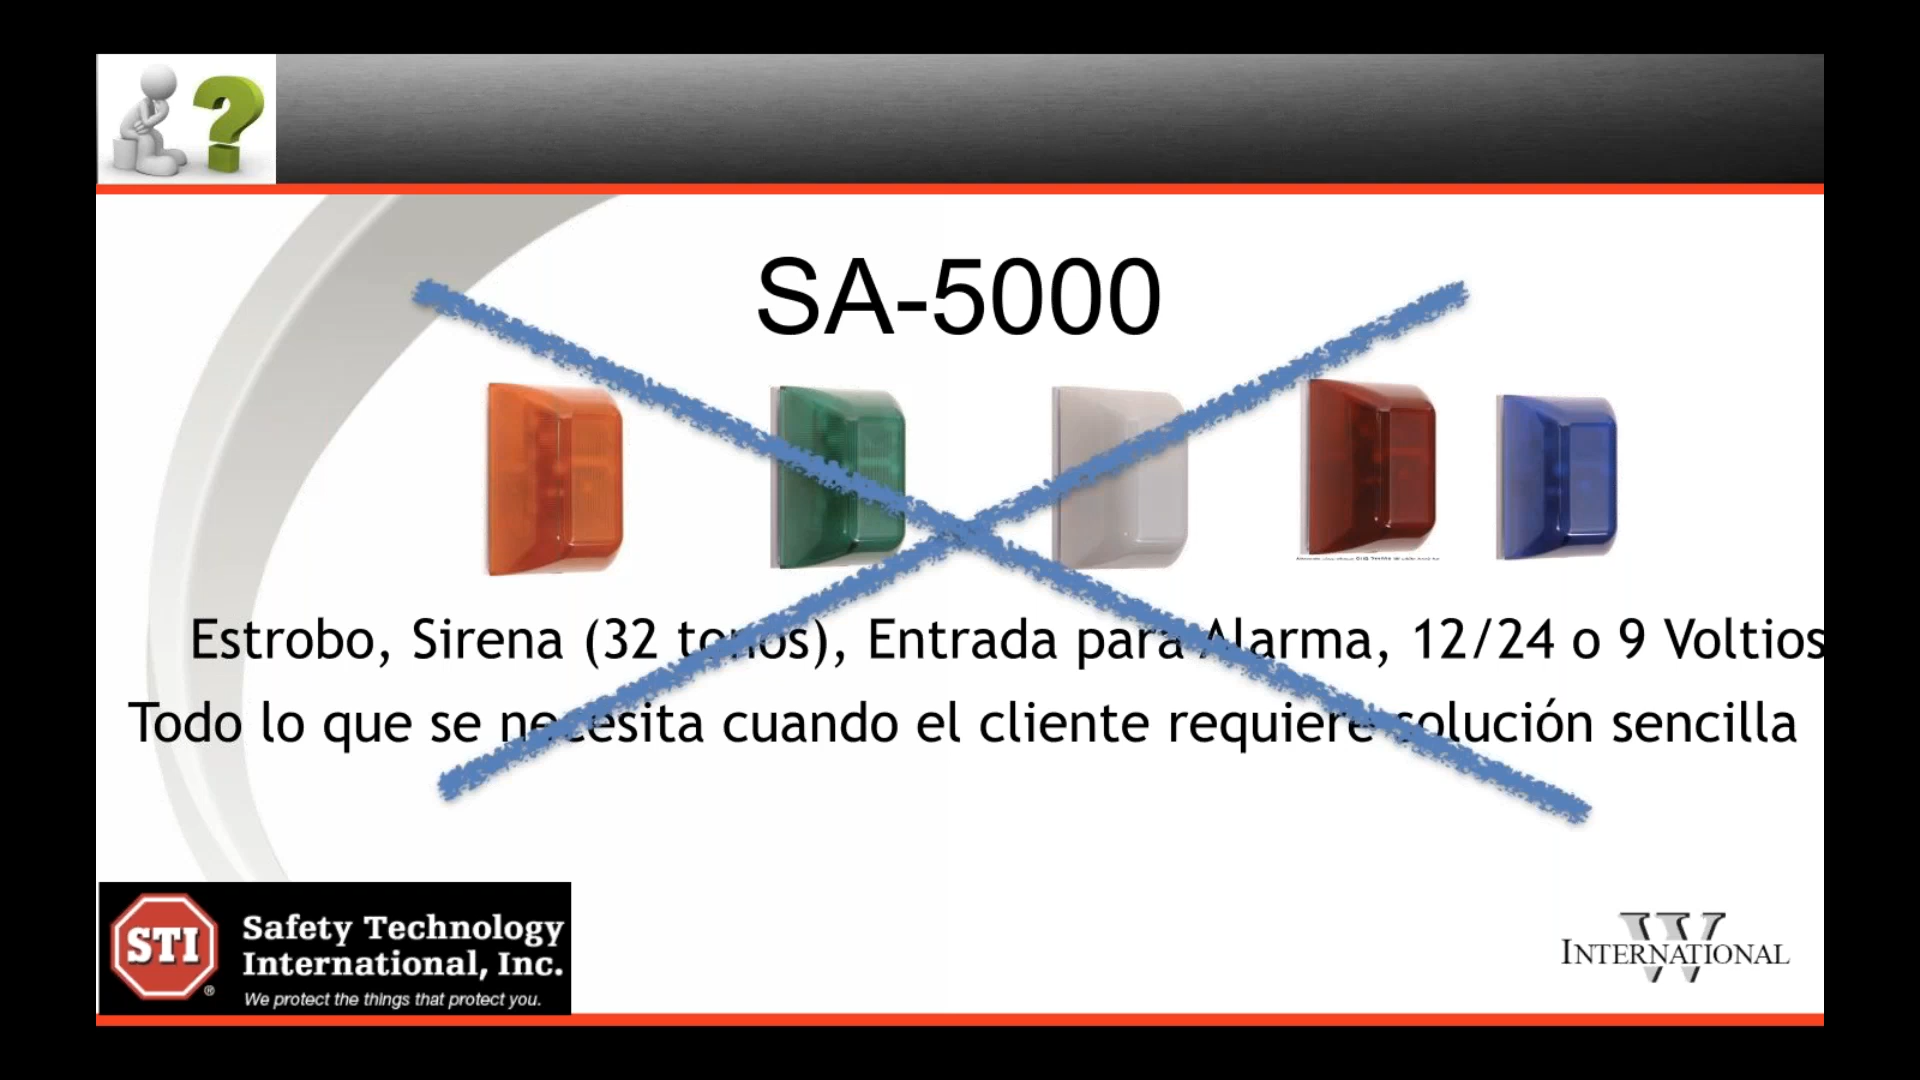 SA-5000
Estrobo, Sirena (32 tonos), Entrada para Alarma, 12/24 o 9 Voltios
Todo lo que se necesita cuando el cliente requiere solución sencilla
STI ®
Safety Technology
International, Inc.
We protect the things that protect you.
W
INTERNATIONAL